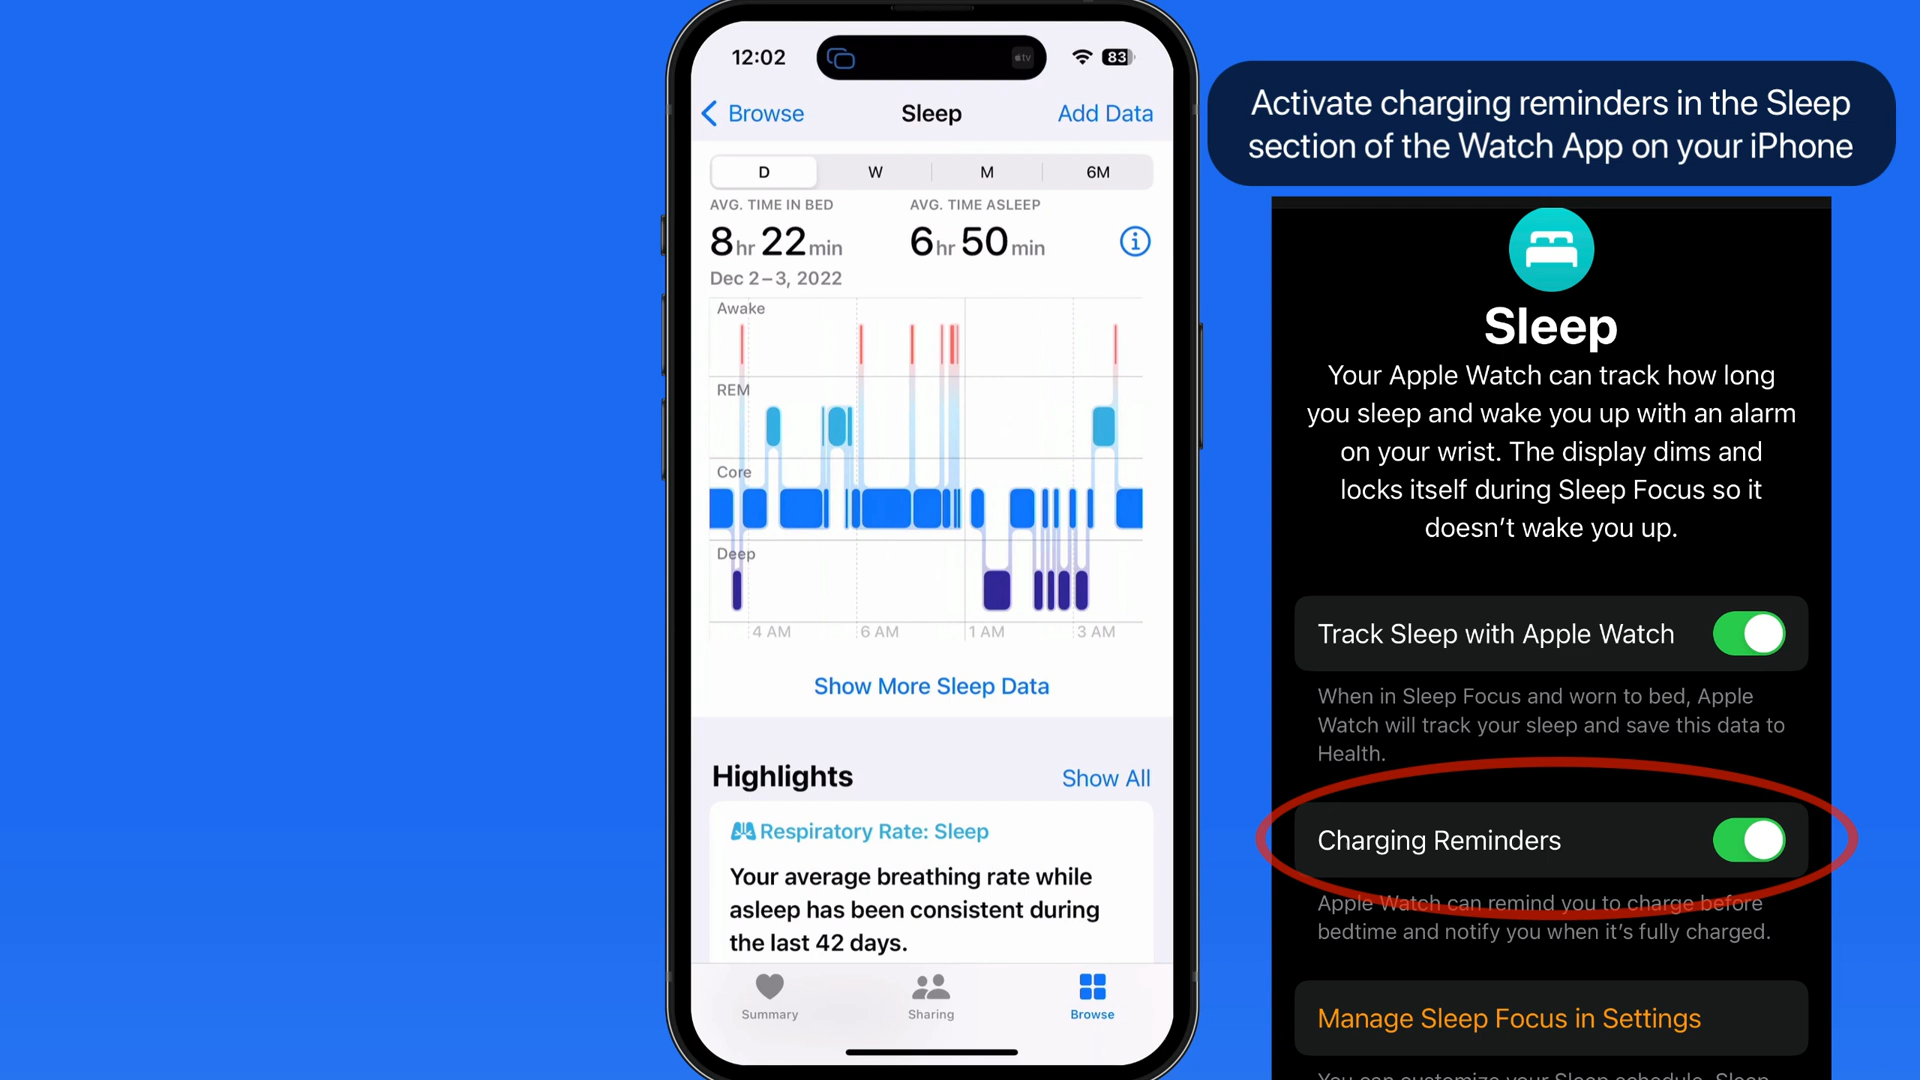 12:02
tv
83
Browse
Sleep
Add Data
D
W
M
6M
AVG. TIME IN BED
AVG. TIME ASLEEP
8hr 22min
6hr 50min
Dec 2–3, 2022
Awake
REM
Core
Deep
4 AM
6 AM
1 AM
3 AM
Show More Sleep Data
Highlights
Show All
Respiratory Rate: Sleep
Your average breathing rate while
asleep has been consistent during
the last 42 days.
Summary
Sharing
Browse
Activate charging reminders in the Sleep
section of the Watch App on your iPhone
Sleep
Your Apple Watch can track how long
you sleep and wake you up with an alarm
on your wrist. The display dims and
locks itself during Sleep Focus so it
doesn’t wake you up.
Track Sleep with Apple Watch
When in Sleep Focus and worn to bed, Apple
Watch will track your sleep and save this data to
Health.
Charging Reminders
Apple Watch can remind you to charge before
bedtime and notify you when it’s fully charged.
Manage Sleep Focus in Settings
You can customize your Sleep schedule, Sleep